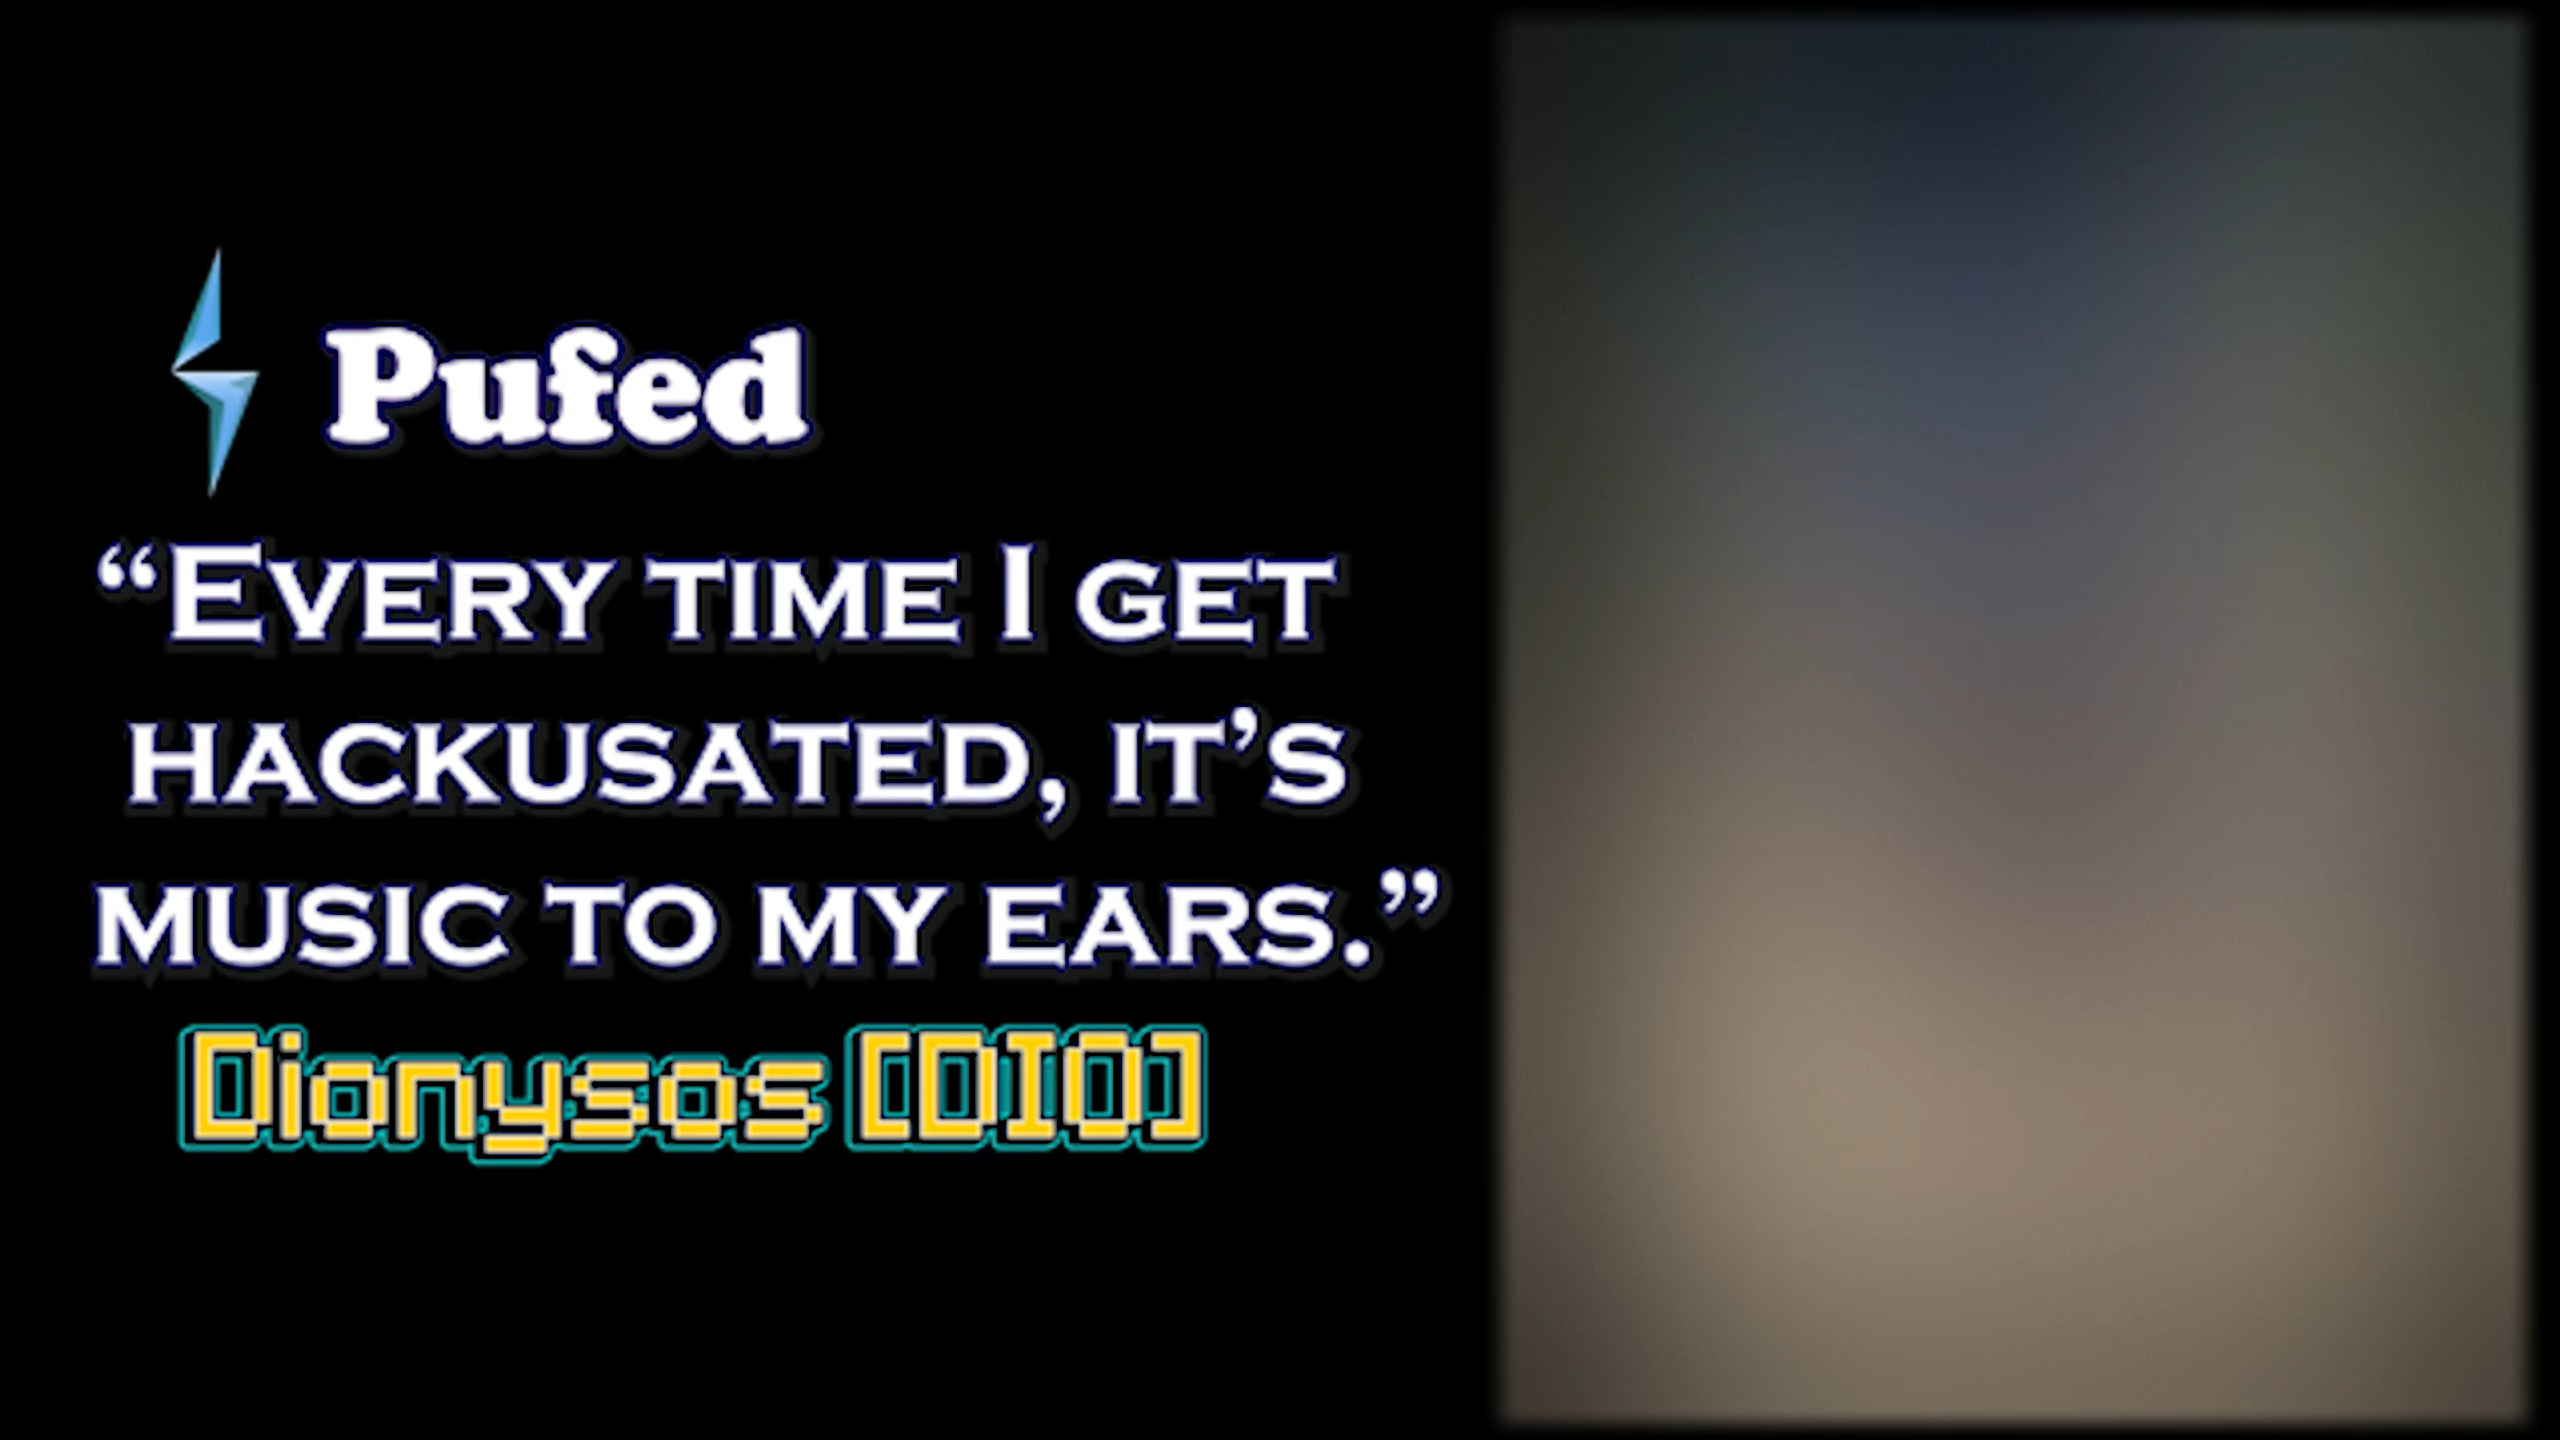 Pufed
“Every time I get
hackusated, it’s
music to my ears.”
Dionysos [DIO]